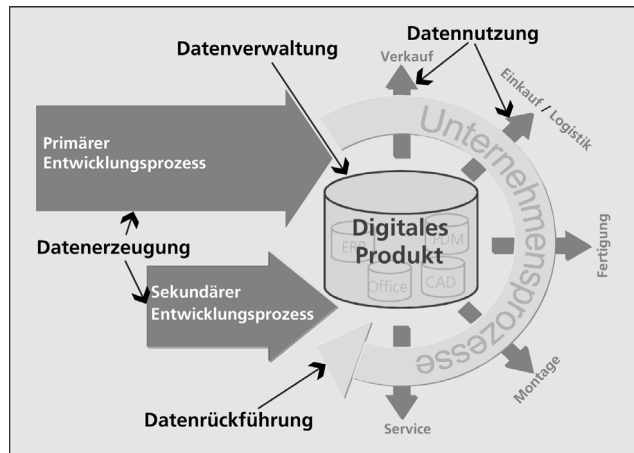 Datennutzung
Datenverwaltung
Verkauf
Einkauf / Logistik
Primärer
Entwicklungsprozess
Unternehmensprozesse
Digitales
Produkt
ERP
PDM
Office
CAD
Datenerzeugung
Fertigung
Sekundärer
Entwicklungsprozess
Montage
Datenrückführung
Service